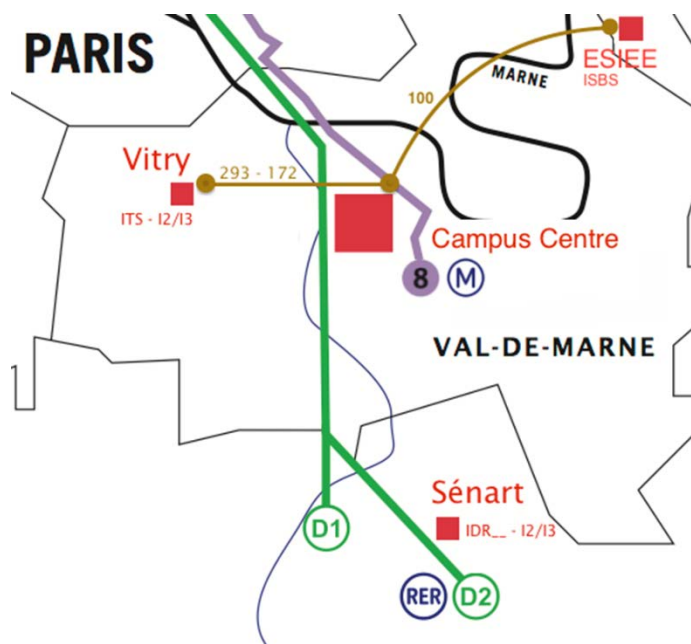 PARIS
ESIEE
ISBS
MARNE
100
Vitry
293 - 172
ITS - I2/I3
Campus Centre
8 M
VAL-DE-MARNE
Sénart
IDR__ - I2/I3
D1
RER D2